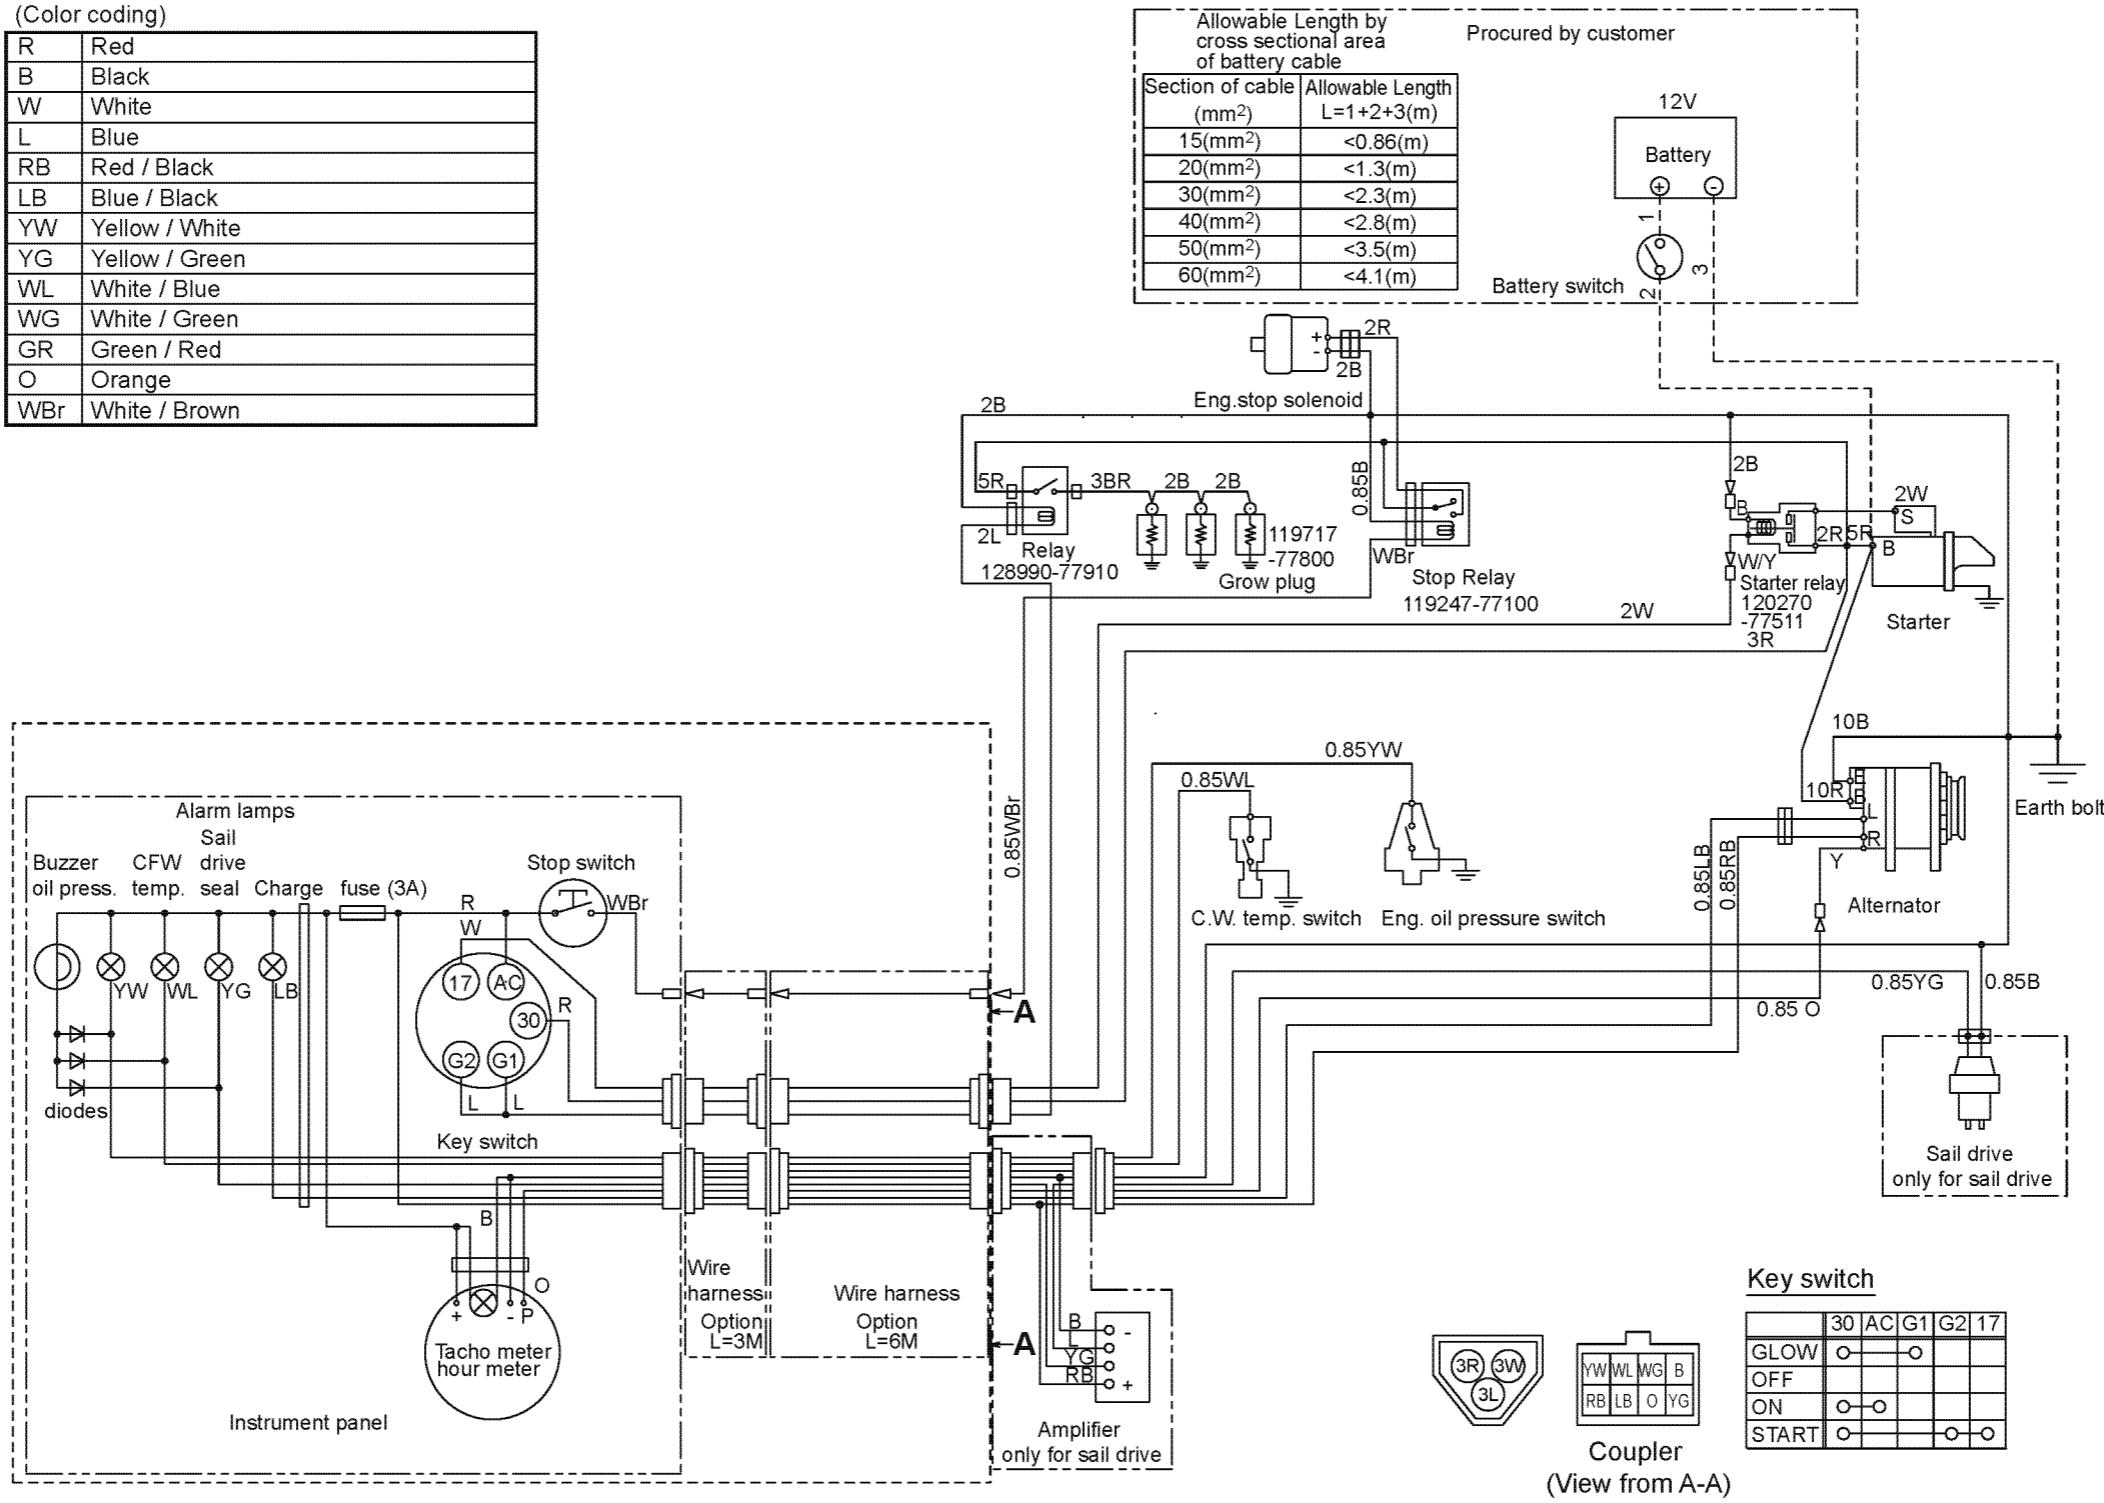 (Color coding)
R Red
B Black
W White
L Blue
RB Red / Black
LB Blue / Black
YW Yellow / White
YG Yellow / Green
WL White / Blue
WG White / Green
GR Green / Red
O Orange
WBr White / Brown
Allowable Length by
cross sectional area
of battery cable
Procured by customer
Section of cable Allowable Length
(mm2) L=1+2+3(m)
15(mm2) <0.86(m)
20(mm2) <1.3(m)
30(mm2) <2.3(m)
40(mm2) <2.8(m)
50(mm2) <3.5(m)
60(mm2) <4.1(m)
12V
Battery
+ -
1
3
2
Battery switch
+
-
2R
2B
Eng.stop solenoid
2B
5R
3BR
2B
2B
2L
Relay
128990-77910
119717
-77800
Grow plug
0.85B
WBr
Stop Relay
119247-77100
2B
B
2R
5R
W/Y
Starter relay
120270
-77511
3R
2W
2W
S
B
Starter
10B
Earth bolt
E
B
10R
L
R
Y
Alternator
0.85LB
0.85RB
0.85YW
0.85WL
C.W. temp. switch
Eng. oil pressure switch
0.85WBr
0.85YG
0.85B
0.85 O
Sail drive
only for sail drive
Alarm lamps
Buzzer
oil press.
CFW
temp.
Sail
drive
seal
Charge
fuse (3A)
Stop switch
R
W
WBr
YW
WL
YG
LB
17
AC
30
R
G2
G1
L
L
diodes
Key switch
B
O
+
- P
Tacho meter
hour meter
Instrument panel
Wire
harness
Option
L=3M
Wire harness
Option
L=6M
A
A
B -
L
YG
RB +
Amplifier
only for sail drive
3R 3W
3L
YW WL WG B
RB LB O YG
Coupler
(View from A-A)
Key switch
30 AC G1 G2 17
GLOW
OFF
ON
START